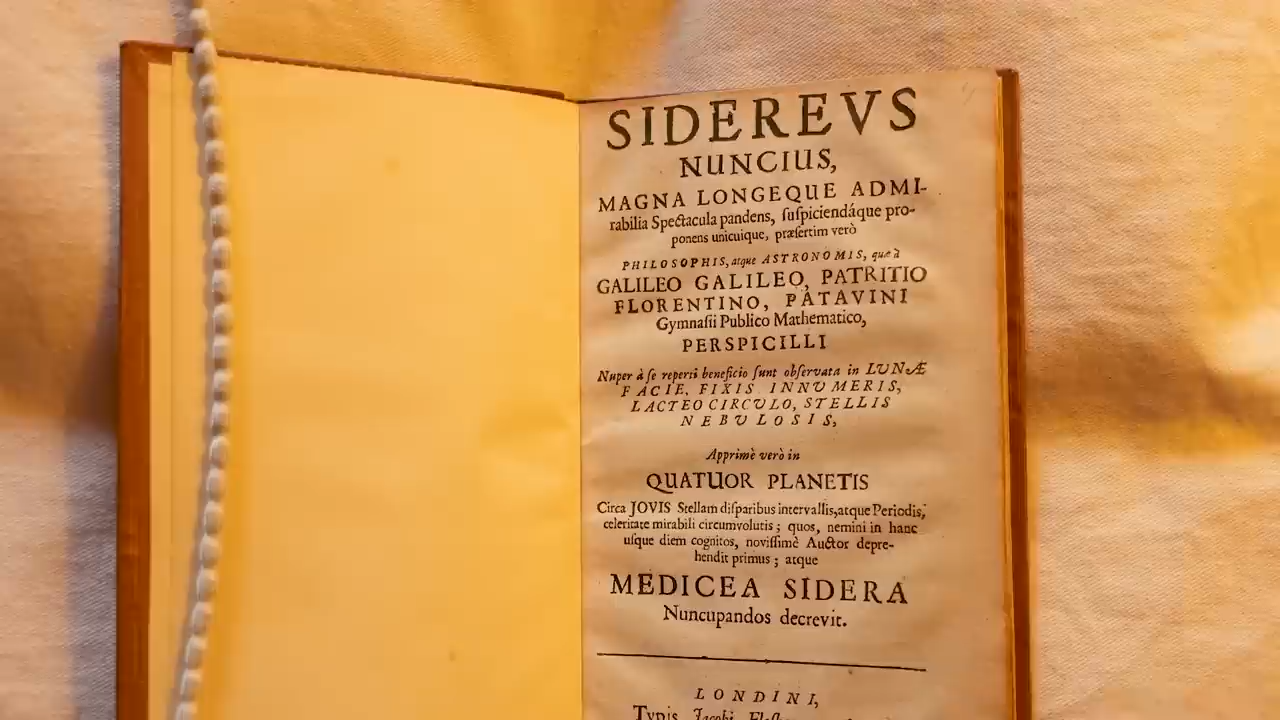 SIDEREVS
NUNCIUS,
MAGNA LONGEQUE ADMI-
rabilia Spectacula pandens, ſuſpiciendáque pro-
ponens unicuique, præſertim verò
PHILOSOPHIS, atque ASTRONOMIS, quæ à
GALILEO GALILEO, PATRITIO
FLORENTINO, PATAVINI
Gymnaſii Publico Mathematico,
PERSPICILLI
Nuper à ſe reperti beneficio ſunt obſervata in LUNÆ
FACIE, FIXIS INNUMERIS,
LACTEO CIRCULO, STELLIS
NEBULOSIS,
Apprimè verò in
QUATUOR PLANETIS
Circa JOVIS Stellam diſparibus intervallis, atque Periodis,
celeritate mirabili circumvolutis; quos, nemini in hanc
uſque diem cognitos, noviſſimè Auctor depre-
hendit primus; atque
MEDICEA SIDERA
Nuncupandos decrevit.
LONDINI,
Typis Jacobi